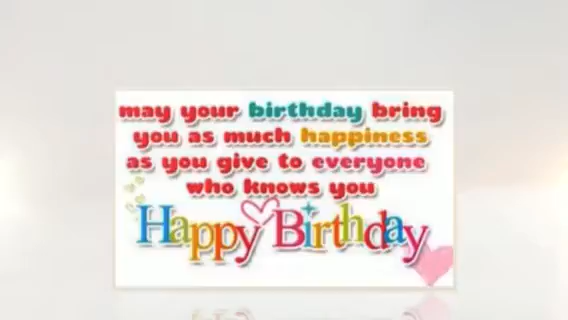 may your birthday bring
you as much happiness
as you give to everyone
who knows you
Happy Birthday